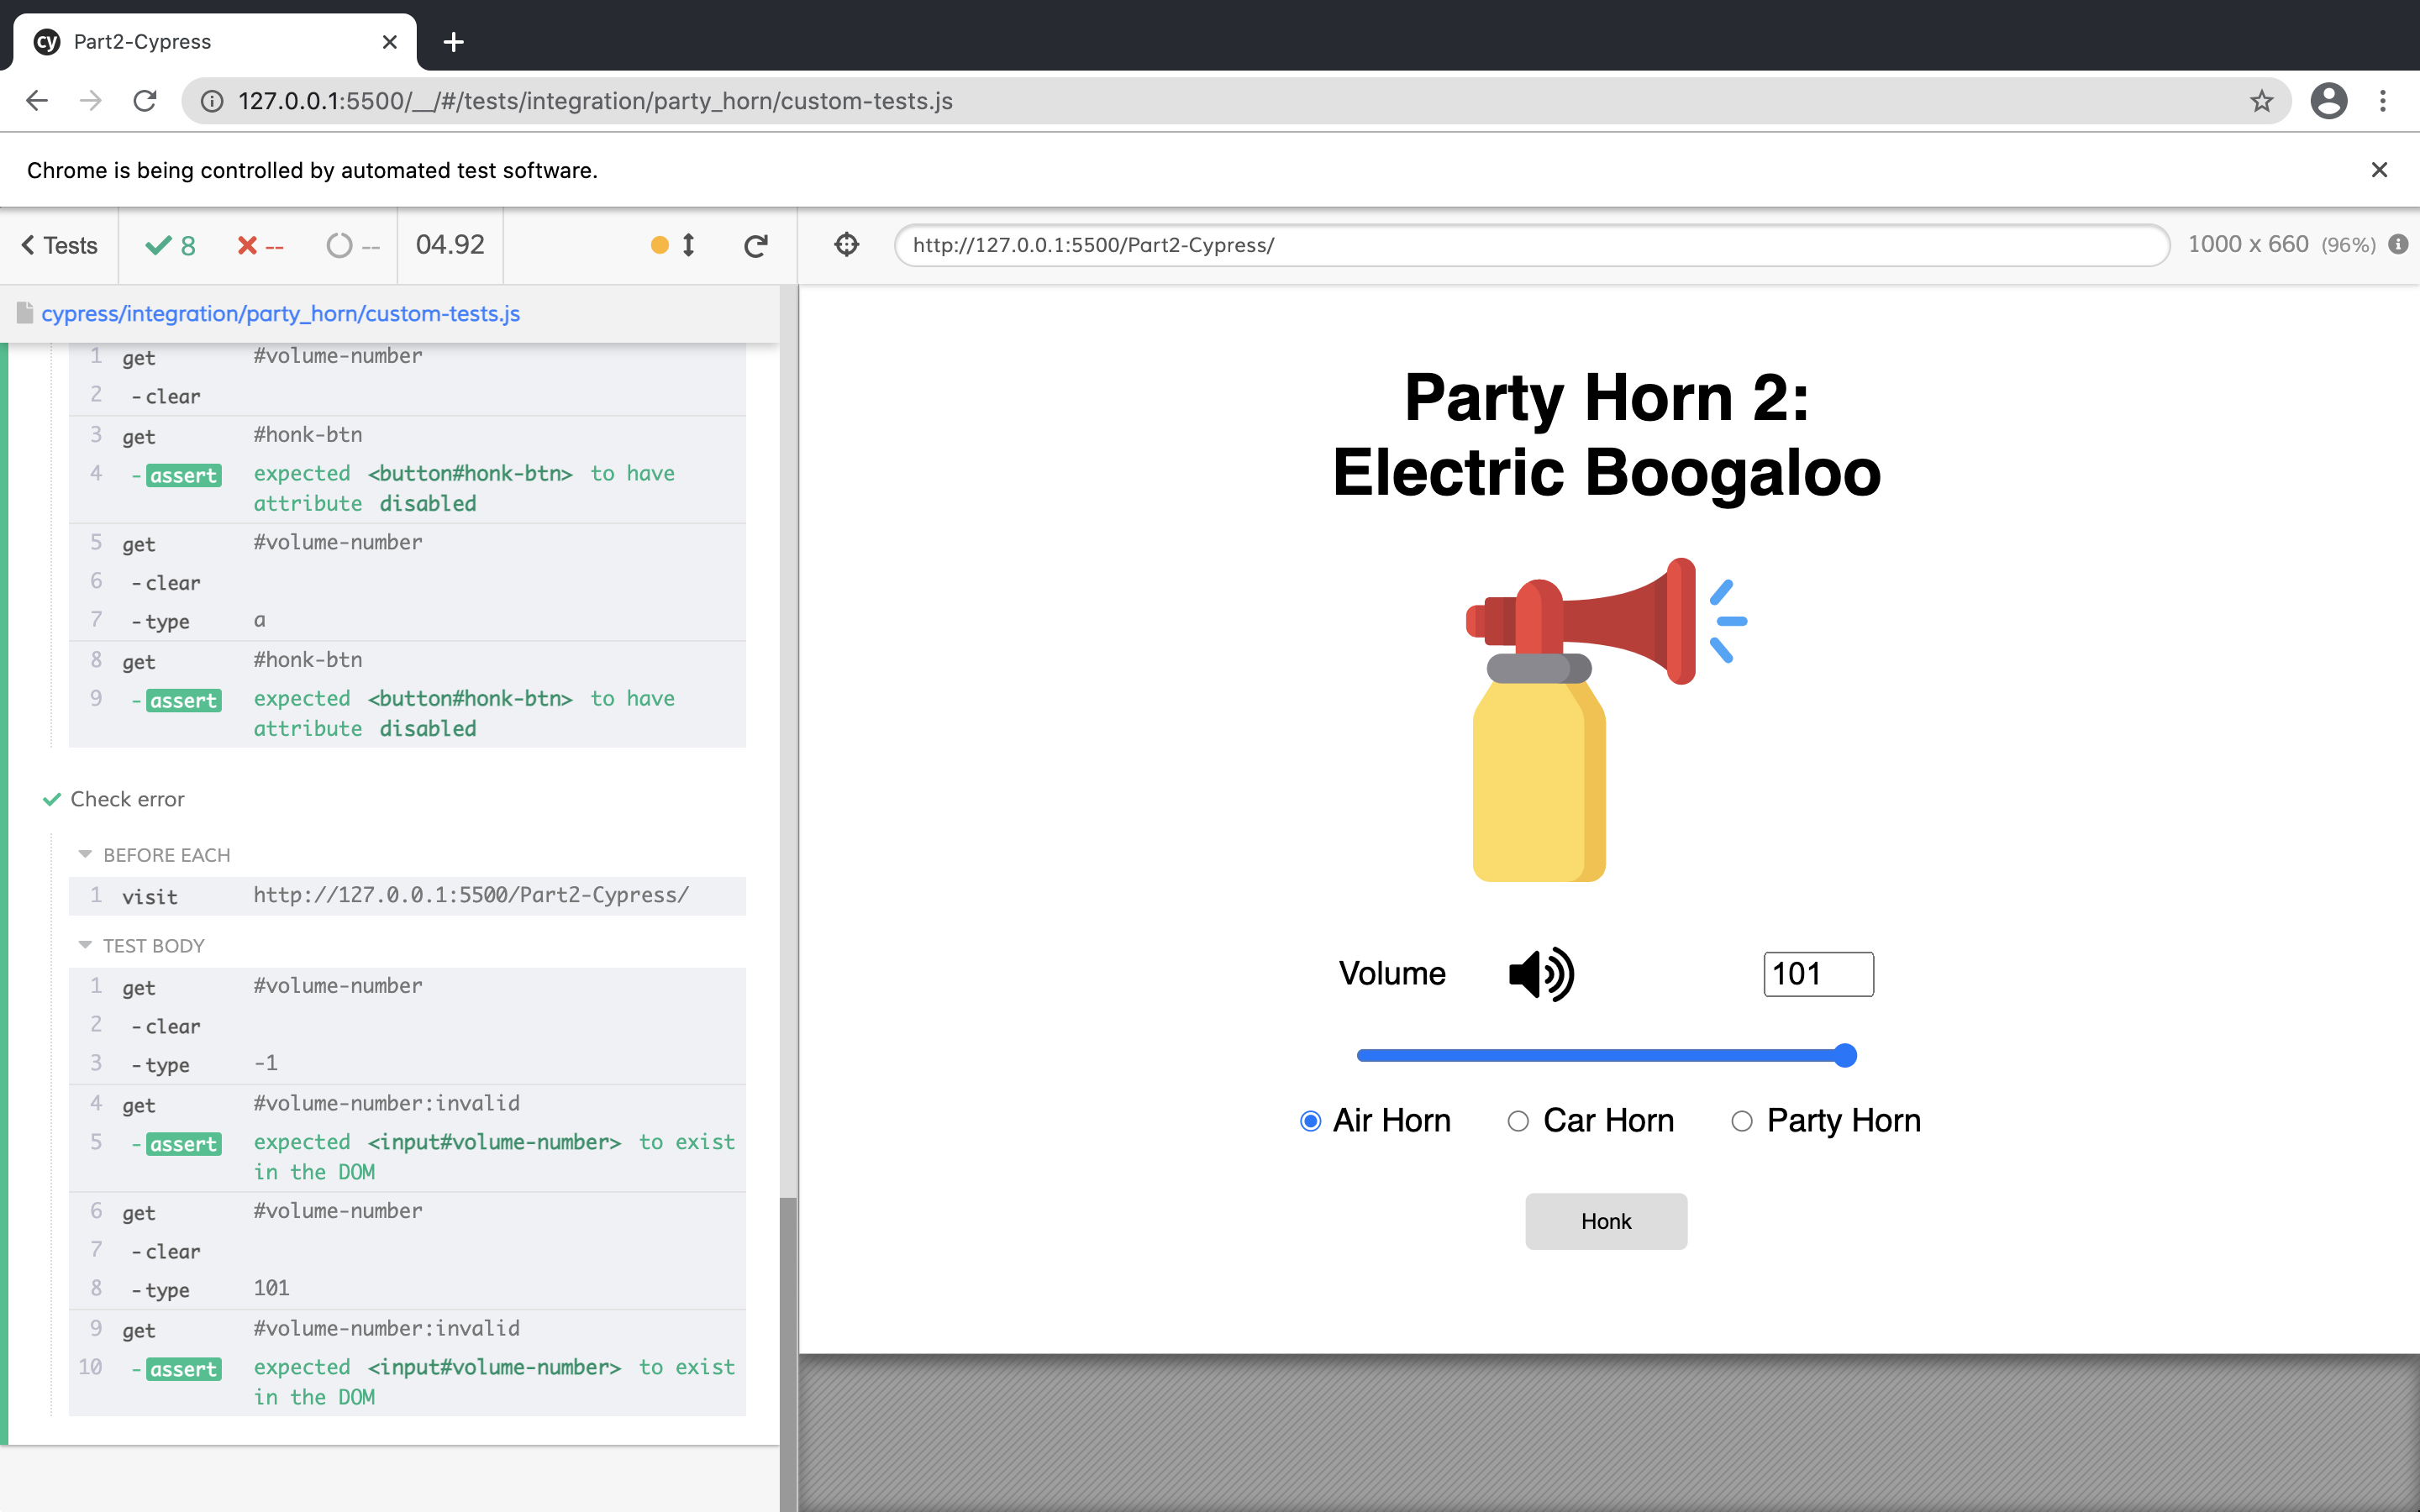 cy Part2-Cypress
127.0.0.1:5500/__/#/tests/integration/party_horn/custom-tests.js
Chrome is being controlled by automated test software.
Tests 8 -- -- 04.92
http://127.0.0.1:5500/Part2-Cypress/ 1000 x 660 (96%)
cypress/integration/party_horn/custom-tests.js
1 get #volume-number
2 -clear
3 get #honk-btn
4 -assert expected <button#honk-btn> to have
attribute disabled
5 get #volume-number
6 -clear
7 -type a
8 get #honk-btn
9 -assert expected <button#honk-btn> to have
attribute disabled
Check error
BEFORE EACH
1 visit http://127.0.0.1:5500/Part2-Cypress/
TEST BODY
1 get #volume-number
2 -clear
3 -type -1
4 get #volume-number:invalid
5 -assert expected <input#volume-number> to exist
in the DOM
6 get #volume-number
7 -clear
8 -type 101
9 get #volume-number:invalid
10 -assert expected <input#volume-number> to exist
in the DOM
Party Horn 2:
Electric Boogaloo
Volume 101
Air Horn Car Horn Party Horn
Honk